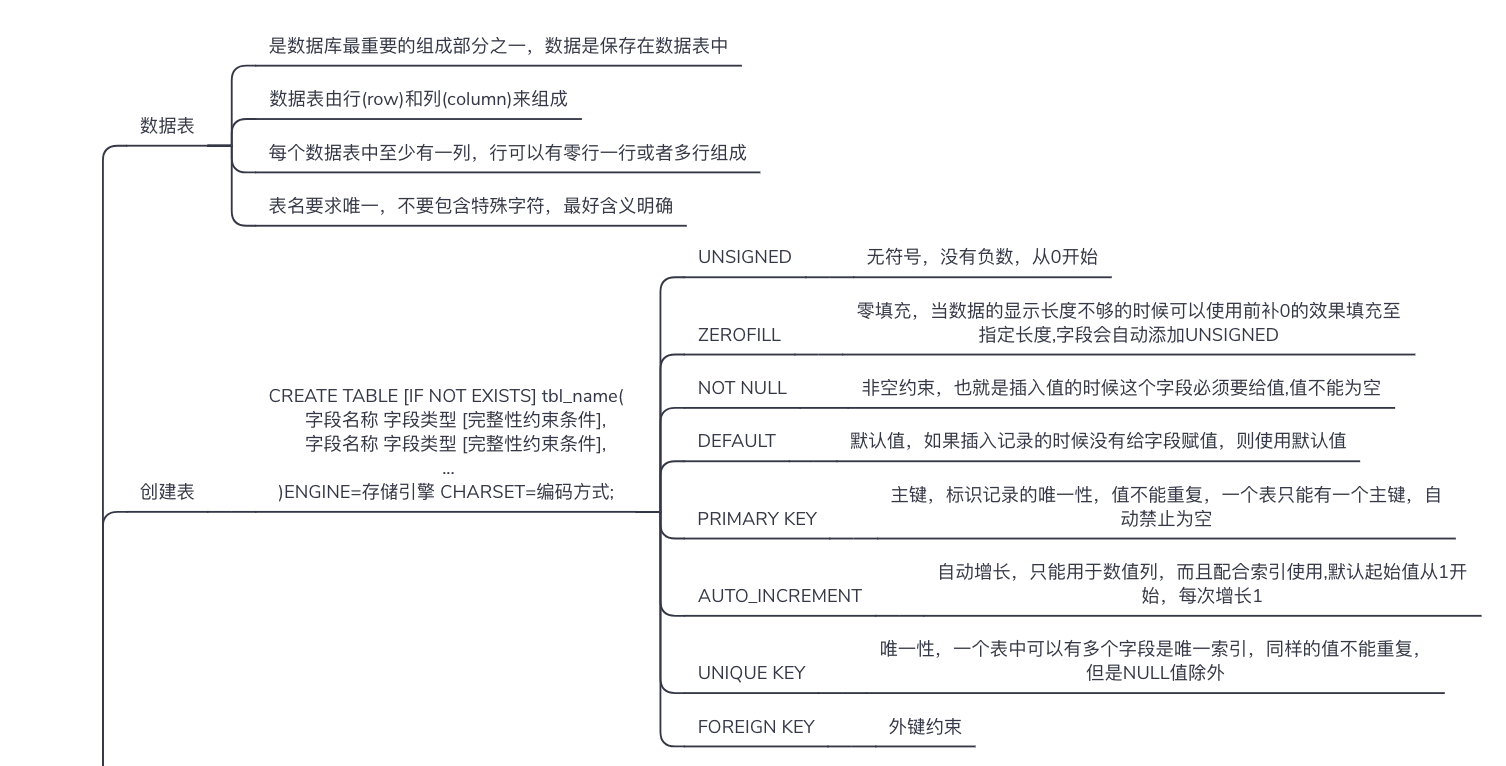 数据表
是数据库最重要的组成部分之一，数据是保存在数据表中
数据表由行(row)和列(column)来组成
每个数据表中至少有一列，行可以有零行一行或者多行组成
表名要求唯一，不要包含特殊字符，最好含义明确
创建表
CREATE TABLE [IF NOT EXISTS] tbl_name(
字段名称 字段类型 [完整性约束条件],
字段名称 字段类型 [完整性约束条件],
...
)ENGINE=存储引擎 CHARSET=编码方式;
UNSIGNED
无符号，没有负数，从0开始
ZEROFILL
零填充，当数据的显示长度不够的时候可以使用前补0的效果填充至
指定长度,字段会自动添加UNSIGNED
NOT NULL
非空约束，也就是插入值的时候这个字段必须要给值,值不能为空
DEFAULT
默认值，如果插入记录的时候没有给字段赋值，则使用默认值
PRIMARY KEY
主键，标识记录的唯一性，值不能重复，一个表只能有一个主键，自
动禁止为空
AUTO_INCREMENT
自动增长，只能用于数值列，而且配合索引使用,默认起始值从1开
始，每次增长1
UNIQUE KEY
唯一性，一个表中可以有多个字段是唯一索引，同样的值不能重复，
但是NULL值除外
FOREIGN KEY
外键约束